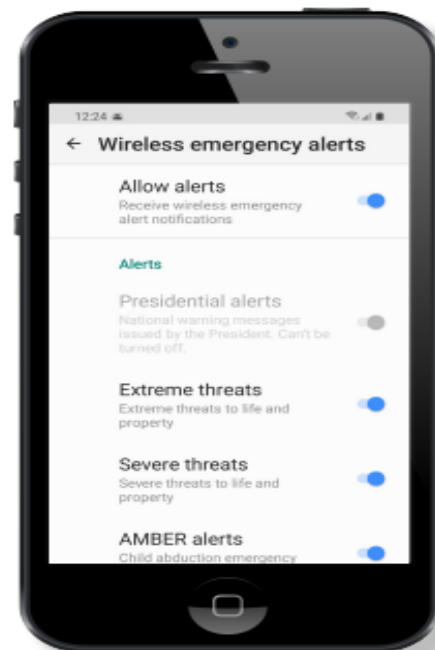 12:24
← Wireless emergency alerts
Allow alerts
Receive wireless emergency
alert notifications
Alerts
Presidential alerts
National warning messages
issued by the President. Can't be
turned off.
Extreme threats
Extreme threats to life and
property
Severe threats
Severe threats to life and
property
AMBER alerts
Child abduction emergency